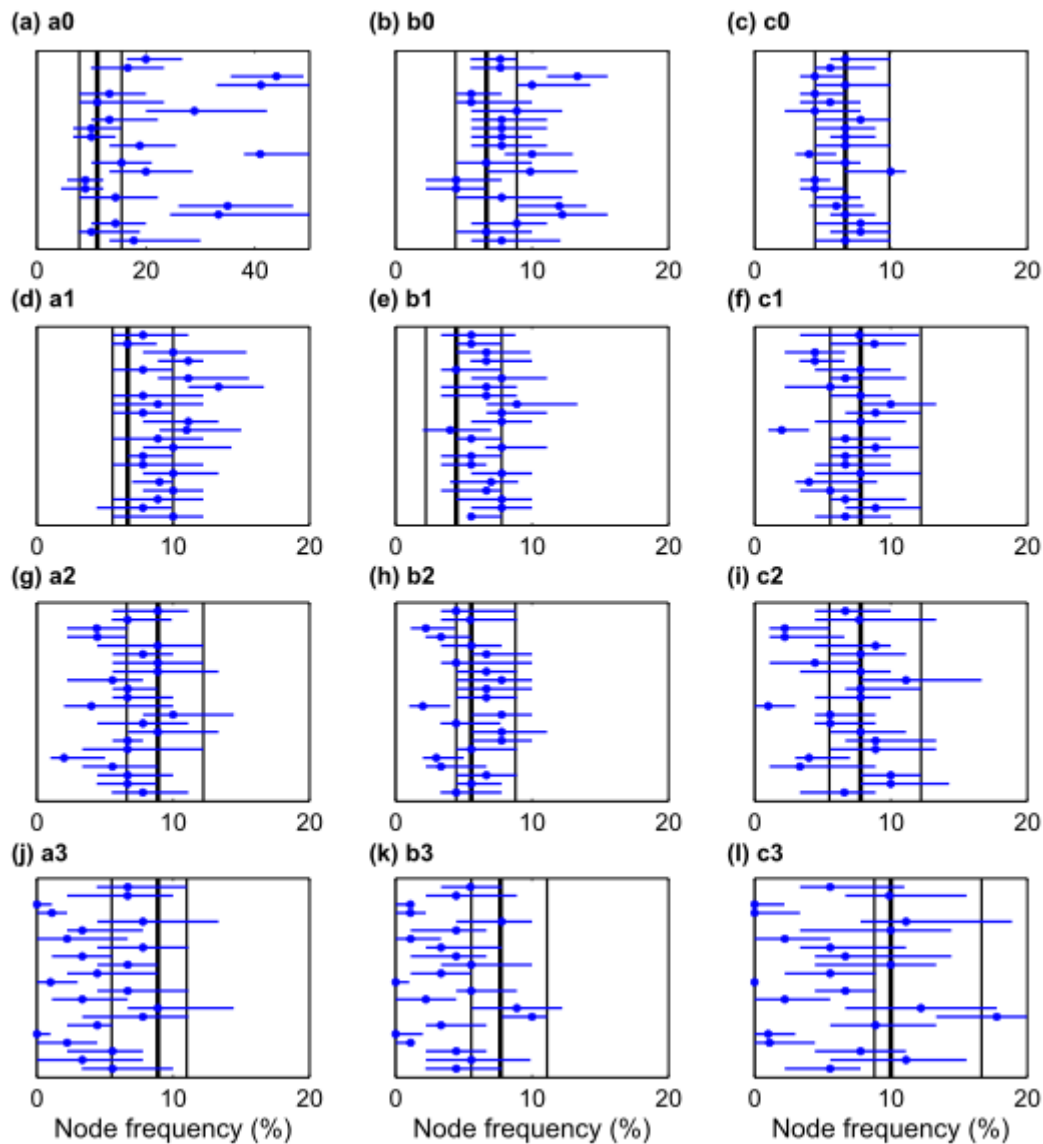 (a) a0 (b) b0 (c) c0
0 20 40 0 10 20 0 10 20
(d) a1 (e) b1 (f) c1
0 10 20 0 10 20 0 10 20
(g) a2 (h) b2 (i) c2
0 10 20 0 10 20 0 10 20
(j) a3 (k) b3 (l) c3
0 10 20 0 10 20 0 10 20
Node frequency (%) Node frequency (%) Node frequency (%)